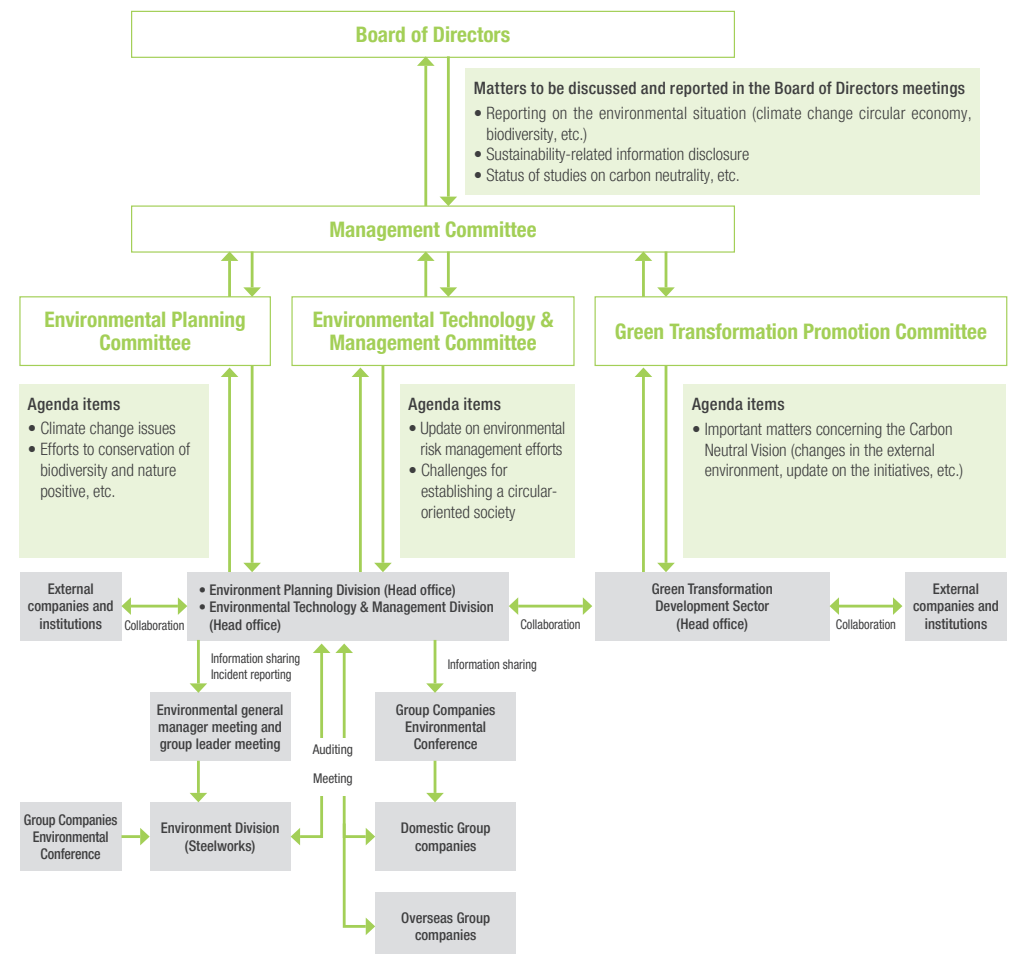 Board of Directors
Matters to be discussed and reported in the Board of Directors meetings
• Reporting on the environmental situation (climate change circular economy,
biodiversity, etc.)
• Sustainability-related information disclosure
• Status of studies on carbon neutrality, etc.
Management Committee
Environmental Planning
Committee
Environmental Technology &
Management Committee
Green Transformation Promotion Committee
Agenda items
• Climate change issues
• Efforts to conservation of
biodiversity and nature
positive, etc.
Agenda items
• Update on environmental
risk management efforts
• Challenges for
establishing a circular-
oriented society
Agenda items
• Important matters concerning the Carbon
Neutral Vision (changes in the external
environment, update on the initiatives, etc.)
External
companies and
institutions
Collaboration
• Environment Planning Division (Head office)
• Environmental Technology & Management Division
(Head office)
Collaboration
Green Transformation
Development Sector
(Head office)
Collaboration
External
companies and
institutions
Information sharing
Incident reporting
Information sharing
Environmental general
manager meeting and
group leader meeting
Auditing
Meeting
Group Companies
Environmental
Conference
Group Companies
Environmental
Conference
Environment Division
(Steelworks)
Domestic Group
companies
Overseas Group
companies